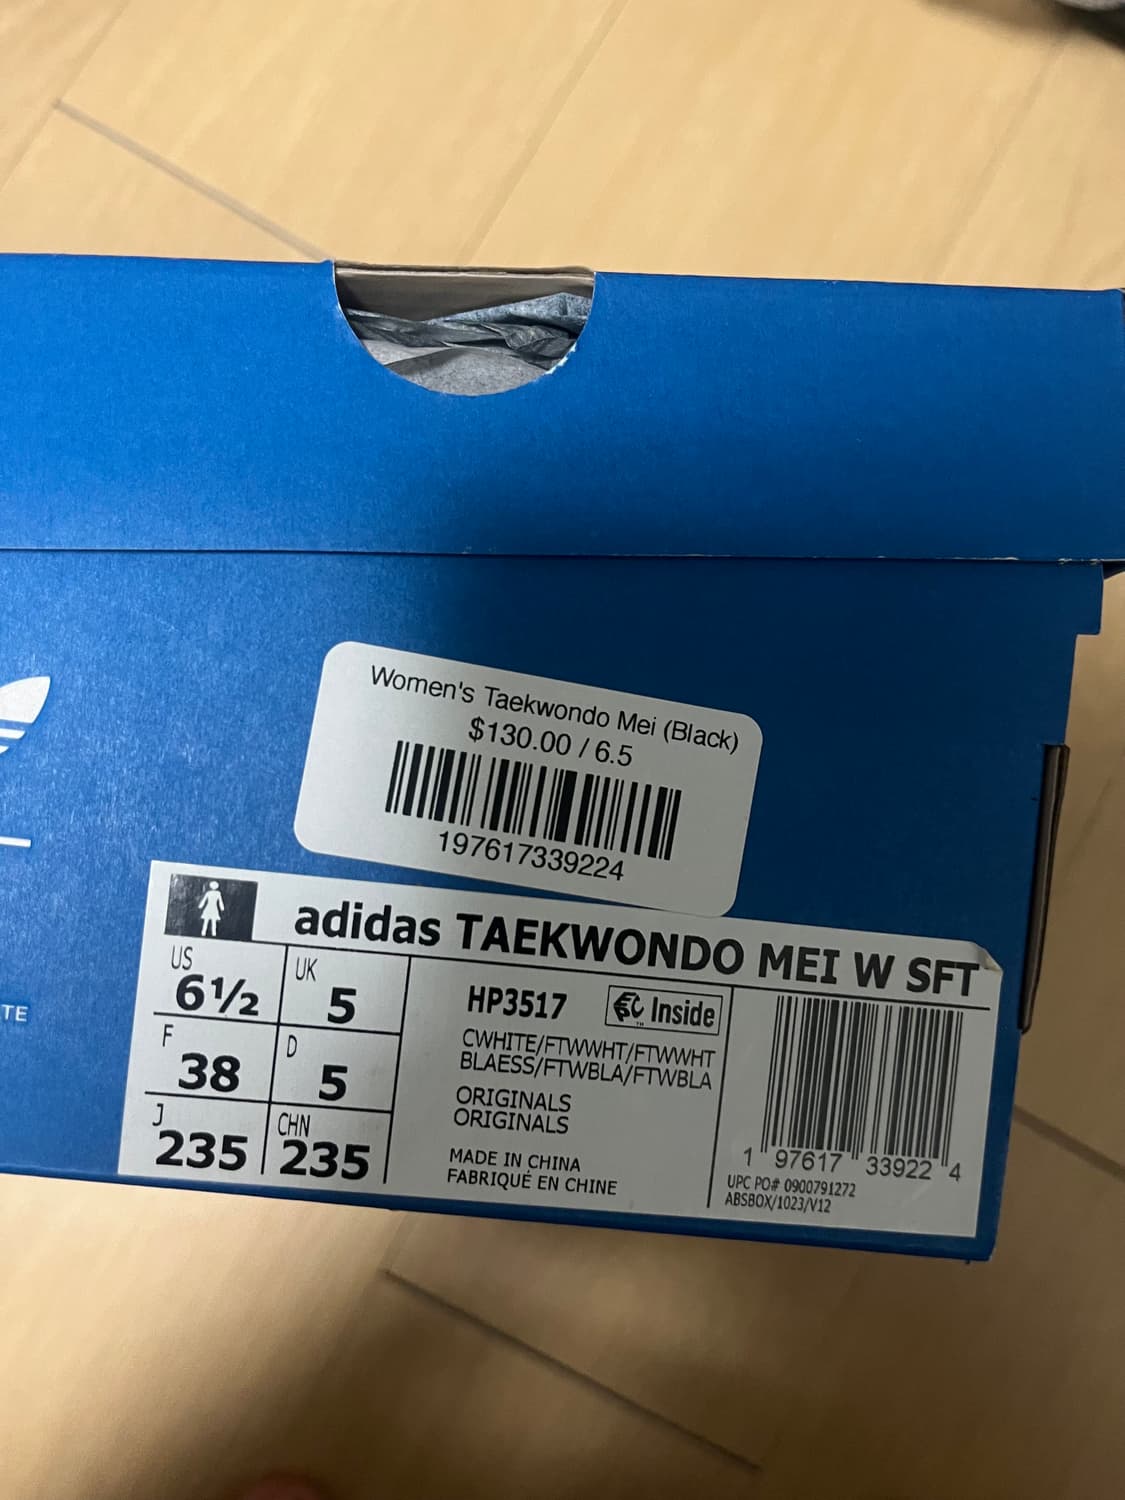 Women's Taekwondo Mei (Black)
$130.00 / 6.5
197617339224
adidas TAEKWONDO MEI W SFT
US
6½
UK
5
F
38
D
5
J
235
CHN
235
HP3517
Inside
™
CWHITE/FTWWHT/FTWWHT
BLAESS/FTWBLA/FTWBLA
ORIGINALS
ORIGINALS
MADE IN CHINA
FABRIQUÉ EN CHINE
1 97617 33922 4
UPC PO# 0900791272
ABSBOX/1023/V12
TE